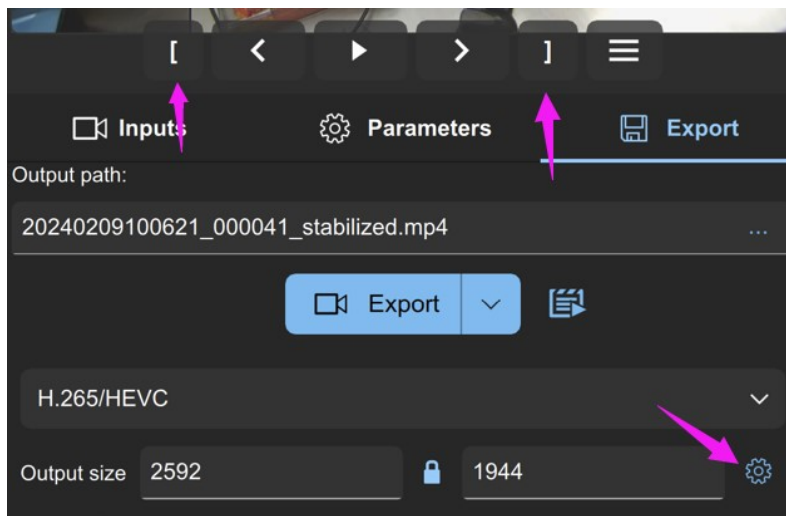 [ ]
Inputs Parameters Export
Output path:
20240209100621_000041_stabilized.mp4 ...
Export
H.265/HEVC
Output size 2592 1944